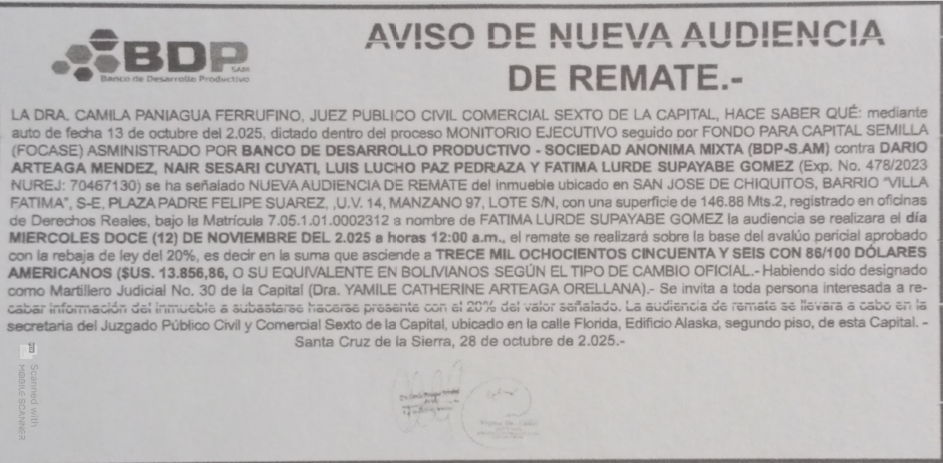 BDP
SAM
Banco de Desarrollo Productivo
AVISO DE NUEVA AUDIENCIA
DE REMATE.-
LA DRA. CAMILA PANIAGUA FERRUFINO, JUEZ PUBLICO CIVIL COMERCIAL SEXTO DE LA CAPITAL, HACE SABER QUÉ: mediante
auto de fecha 13 de octubre del 2.025, dictado dentro del proceso MONITORIO EJECUTIVO seguido por FONDO PARA CAPITAL SEMILLA
(FOCASE) ASMINISTRADO POR BANCO DE DESARROLLO PRODUCTIVO - SOCIEDAD ANONIMA MIXTA (BDP-S.AM) contra DARIO
ARTEAGA MENDEZ, NAIR SESARI CUYATI, LUIS LUCHO PAZ PEDRAZA Y FATIMA LURDE SUPAYABE GOMEZ (Exp. No. 478/2023
NUREJ: 70467130) se ha señalado NUEVA AUDIENCIA DE REMATE del inmueble ubicado en SAN JOSE DE CHIQUITOS, BARRIO "VILLA
FATIMA", S-E, PLAZA PADRE FELIPE SUAREZ, ,U.V. 14, MANZANO 97, LOTE S/N, con una superficie de 146.88 Mts.2, registrado en oficinas
de Derechos Reales, bajo la Matrícula 7.05.1.01.0002312 a nombre de FATIMA LURDE SUPAYABE GOMEZ la audiencia se realizara el día
MIERCOLES DOCE (12) DE NOVIEMBRE DEL 2.025 a horas 12:00 a.m., el remate se realizará sobre la base del avalúo pericial aprobado
con la rebaja de ley del 20%, es decir en la suma que asciende a TRECE MIL OCHOCIENTOS CINCUENTA Y SEIS CON 86/100 DÓLARES
AMERICANOS ($US. 13.856,86, O SU EQUIVALENTE EN BOLIVIANOS SEGÚN EL TIPO DE CAMBIO OFICIAL.- Habiendo sido designado
como Martillero Judicial No. 30 de la Capital (Dra. YAMILE CATHERINE ARTEAGA ORELLANA).- Se invita a toda persona interesada a re-
cabar información del inmueble a subastarse hacerse presente con el 20% del valor señalado. La audiencia de remate se llevará a cabo en la
secretaria del Juzgado Público Civil y Comercial Sexto de la Capital, ubicado en la calle Florida, Edificio Alaska, segundo piso, de esta Capital. -
Santa Cruz de la Sierra, 28 de octubre de 2.025.-
Scanned with
MOBILE SCANNER